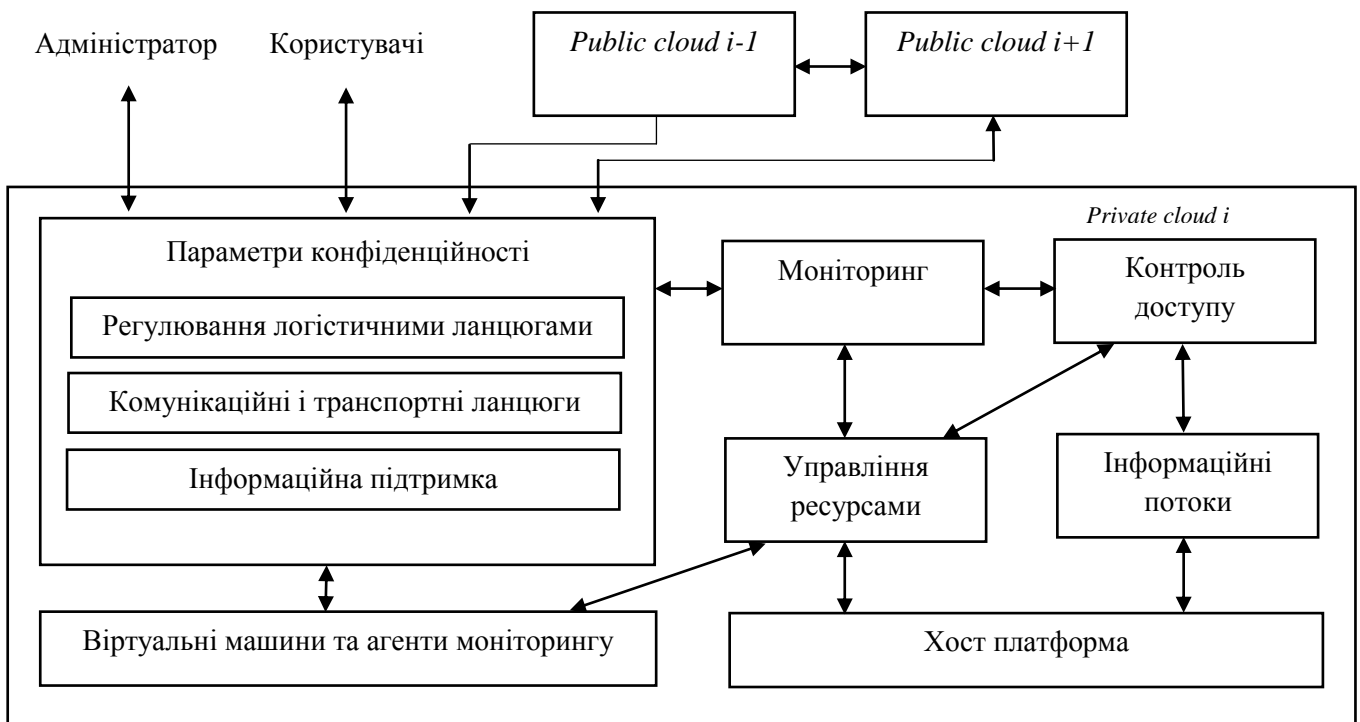 Адміністратор
Користувачі
Public cloud i-1
Public cloud i+1
Private cloud i
Параметри конфіденційності
Регулювання логістичними ланцюгами
Комунікаційні і транспортні ланцюги
Інформаційна підтримка
Моніторинг
Контроль
доступу
Управління
ресурсами
Інформаційні
потоки
Віртуальні машини та агенти моніторингу
Хост платформа